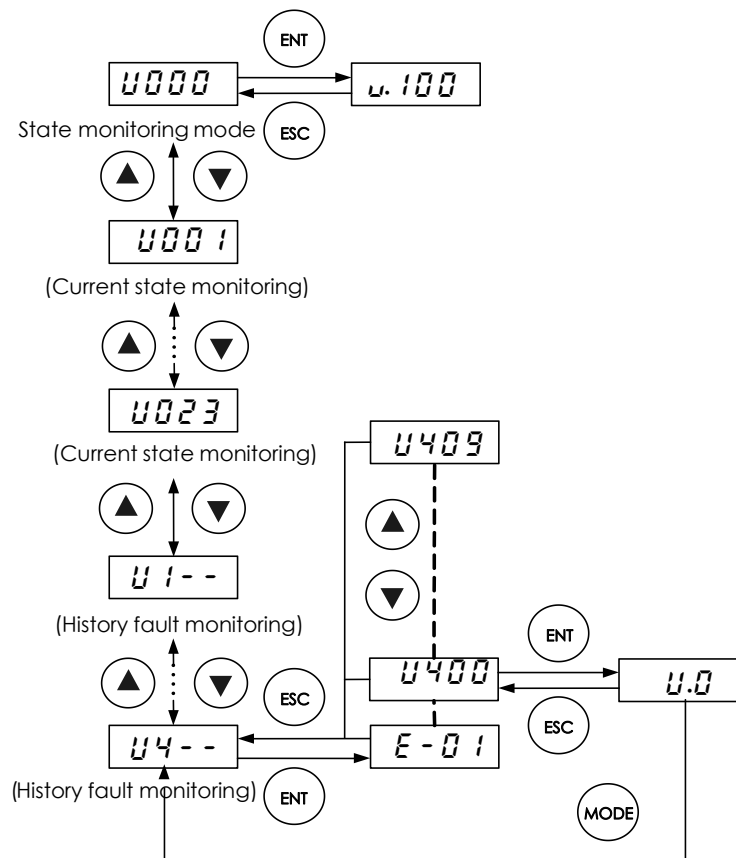 ENT
U000
u.100
State monitoring mode
ESC
U001
(Current state monitoring)
U023
(Current state monitoring)
U409
U1--
(History fault monitoring)
ENT
U400
U.0
ESC
ESC
U4--
E-01
(History fault monitoring)
ENT
MODE